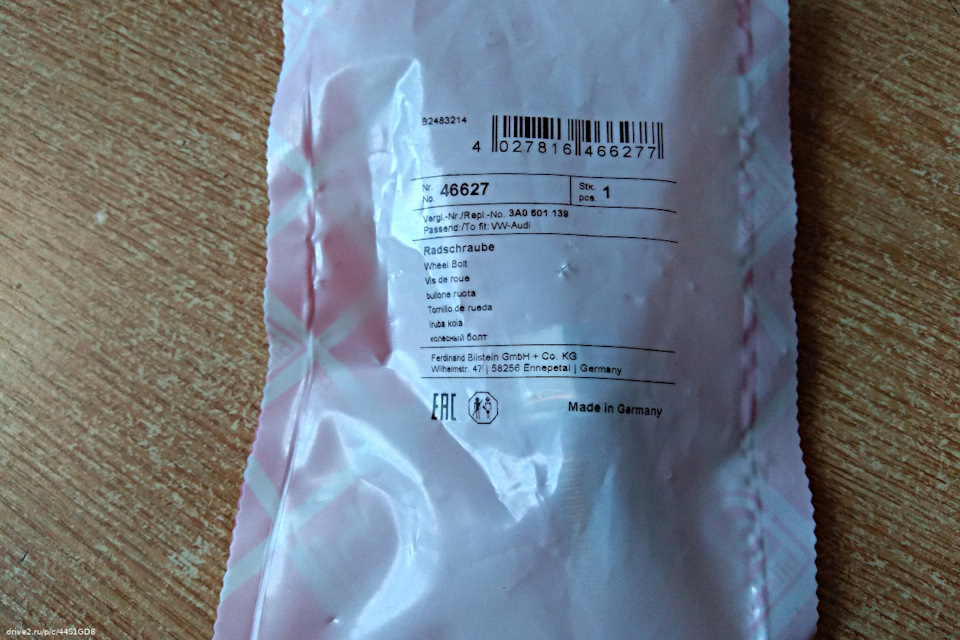 B2483214
4 027816 466277
Nr. No. 46627 Stk. pcs. 1
Vergl.-Nr./Repl.-No. 3A0 601 139
Passend:/To fit: VW-Audi
Radschraube
Wheel Bolt
Vis de roue
bullone ruota
Tornillo de rueda
śruba koła
колёсный болт
Ferdinand Bilstein GmbH + Co. KG
Wilhelmstr. 47 | 58256 Ennepetal | Germany
EAC
Made in Germany
drive2.ru/p/c/44S1GD8